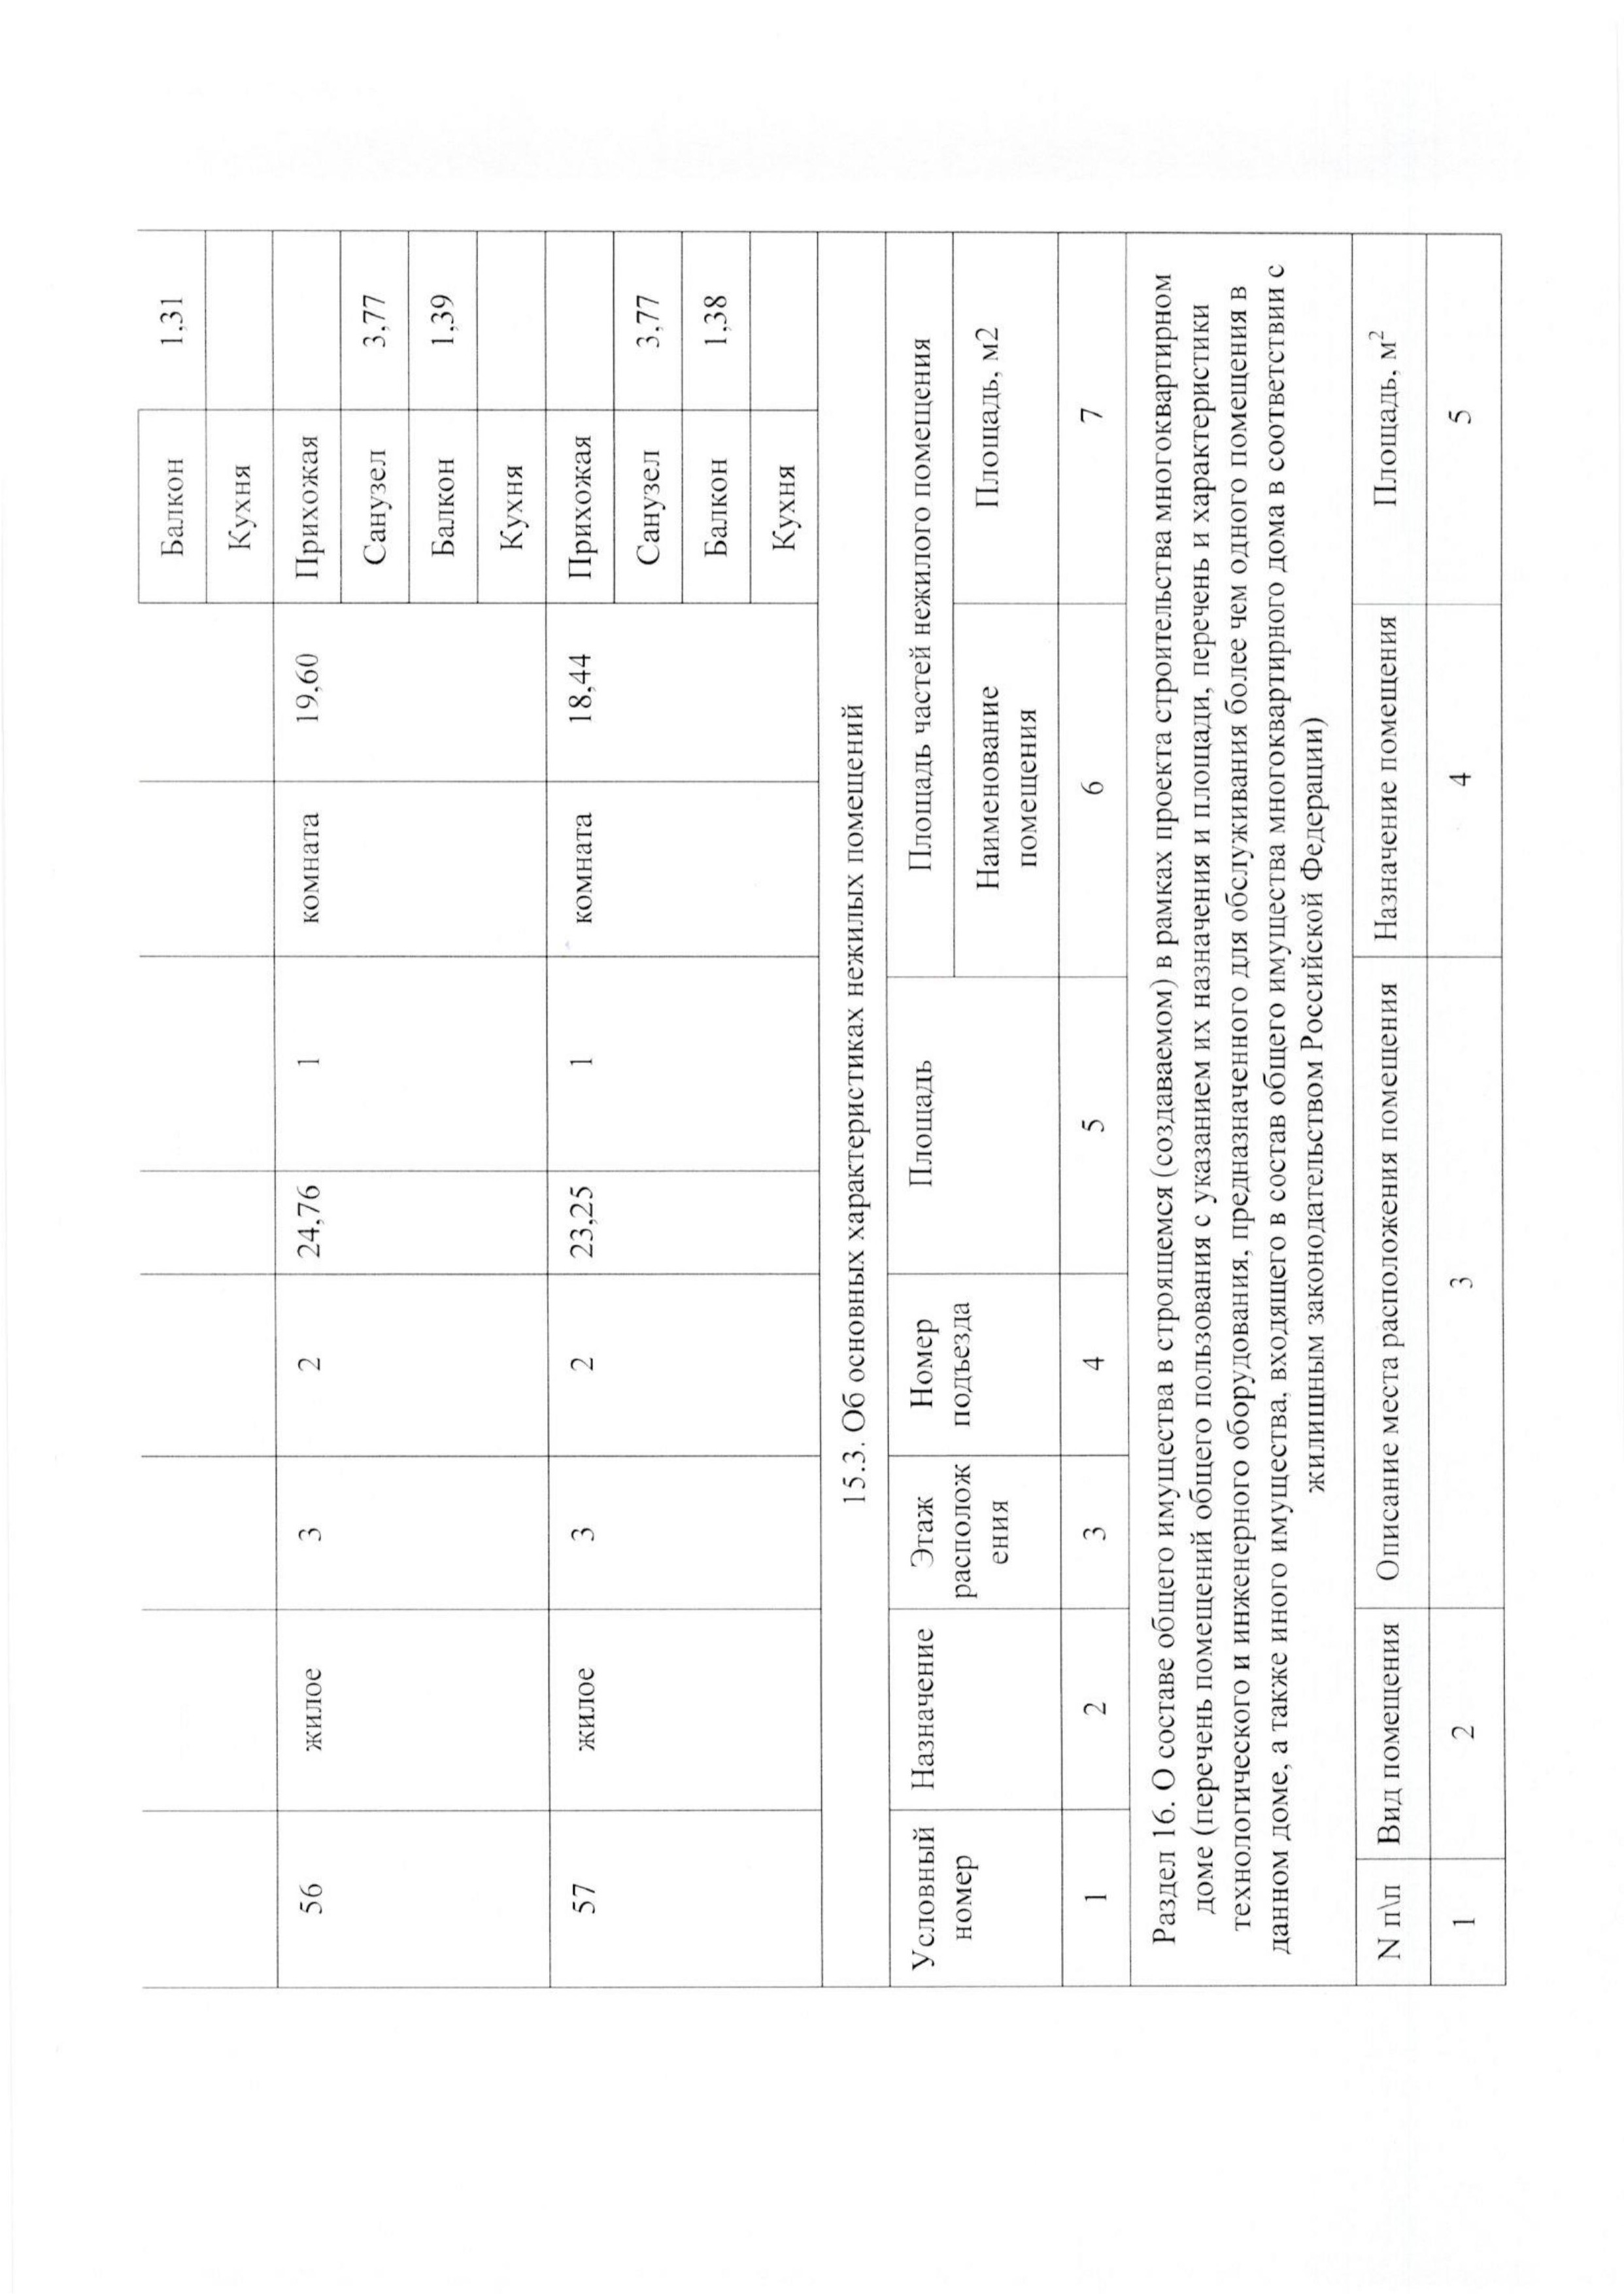 Балкон 1,31
Кухня
56 жилое 3 2 24,76 1 комната 19,60 Прихожая
Санузел 3,77
Балкон 1,39
Кухня
57 жилое 3 2 23,25 1 комната 18,44 Прихожая
Санузел 3,77
Балкон 1,38
Кухня
15.3. Об основных характеристиках нежилых помещений
Условный номер
Назначение
Этаж располож ения
Номер подъезда
Площадь
Площадь частей нежилого помещения
Наименование помещения
Площадь, м2
1 2 3 4 5 6 7
Раздел 16. О составе общего имущества в строящемся (создаваемом) в рамках проекта строительства многоквартирном
доме (перечень помещений общего пользования с указанием их назначения и площади, перечень и характеристики
технологического и инженерного оборудования, предназначенного для обслуживания более чем одного помещения в
данном доме, а также иного имущества, входящего в состав общего имущества многоквартирного дома в соответствии с
жилищным законодательством Российской Федерации)
N п\п Вид помещения Описание места расположения помещения Назначение помещения Площадь, м²
1 2 3 4 5